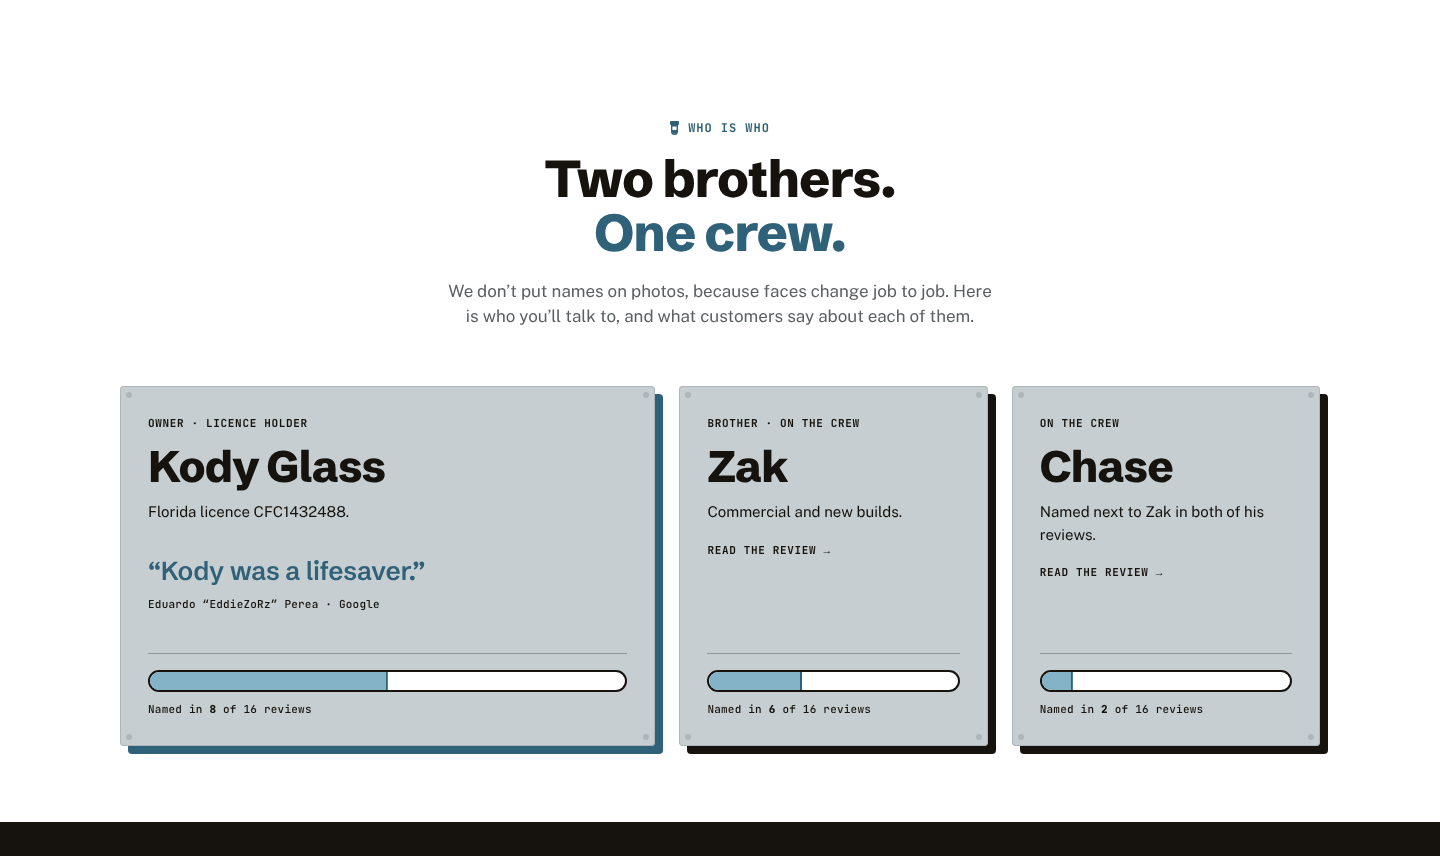 WHO IS WHO
Two brothers.
One crew.
We don’t put names on photos, because faces change job to job. Here
is who you’ll talk to, and what customers say about each of them.
OWNER · LICENCE HOLDER
Kody Glass
Florida licence CFC1432488.
“Kody was a lifesaver.”
Eduardo “EddieZoRz” Perea · Google
Named in 8 of 16 reviews
BROTHER · ON THE CREW
Zak
Commercial and new builds.
READ THE REVIEW →
Named in 6 of 16 reviews
ON THE CREW
Chase
Named next to Zak in both of his
reviews.
READ THE REVIEW →
Named in 2 of 16 reviews